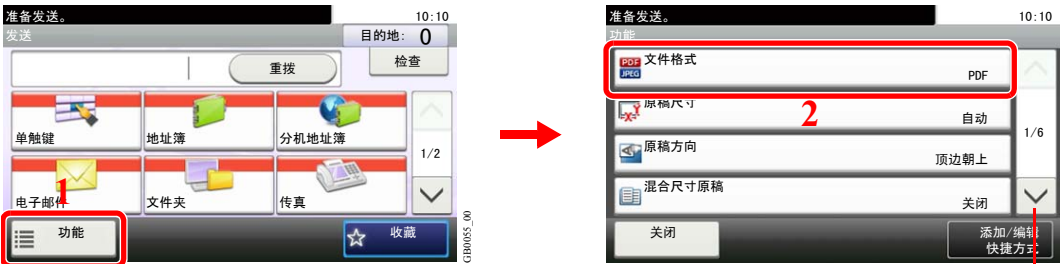 准备发送。
10:10
发送
目的地: 0
重拨
检查
单触键
地址簿
分机地址簿
1/2
电子邮件
文件夹
传真
1
功能
收藏
GB0055_00
准备发送。
10:10
功能
PDF
JPEG
文件格式
PDF
2
原稿尺寸
自动
1/6
原稿方向
顶边朝上
混合尺寸原稿
关闭
关闭
添加/编辑
快捷方式